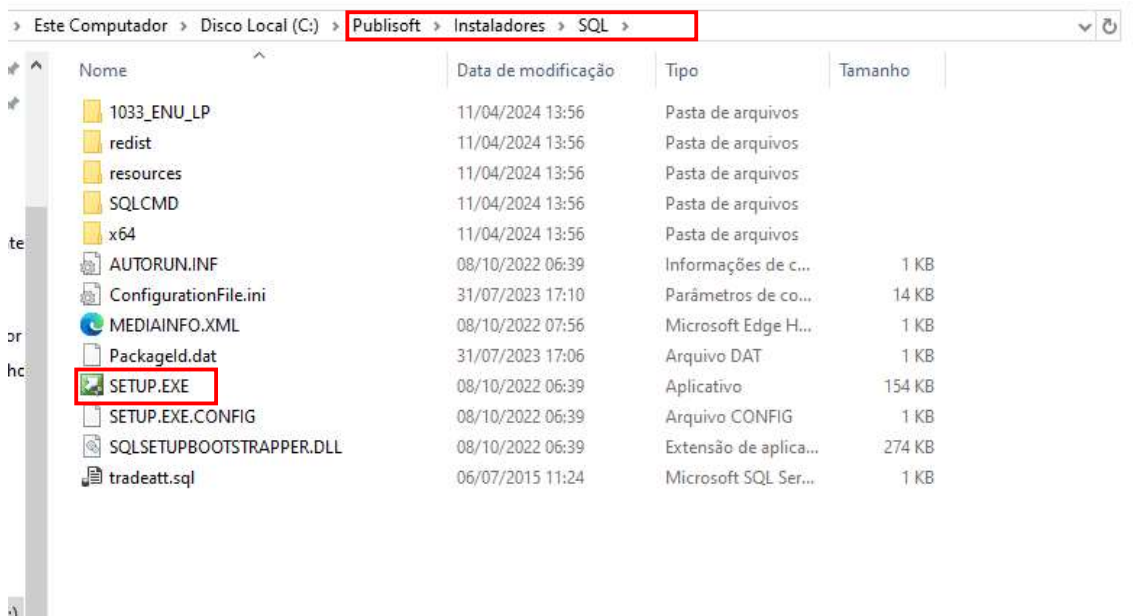 Este Computador > Disco Local (C:) > Publisoft > Instaladores > SQL >
Nome Data de modificação Tipo Tamanho
1033_ENU_LP 11/04/2024 13:56 Pasta de arquivos
redist 11/04/2024 13:56 Pasta de arquivos
resources 11/04/2024 13:56 Pasta de arquivos
SQLCMD 11/04/2024 13:56 Pasta de arquivos
x64 11/04/2024 13:56 Pasta de arquivos
te
AUTORUN.INF 08/10/2022 06:39 Informações de c... 1 KB
ConfigurationFile.ini 31/07/2023 17:10 Parâmetros de co... 14 KB
MEDIAINFO.XML 08/10/2022 07:56 Microsoft Edge H... 1 KB
or
PackageId.dat 31/07/2023 17:06 Arquivo DAT 1 KB
hc
SETUP.EXE 08/10/2022 06:39 Aplicativo 154 KB
SETUP.EXE.CONFIG 08/10/2022 06:39 Arquivo CONFIG 1 KB
SQLSETUPBOOTSTRAPPER.DLL 08/10/2022 06:39 Extensão de aplica... 274 KB
tradeatt.sql 06/07/2015 11:24 Microsoft SQL Ser... 1 KB
:)